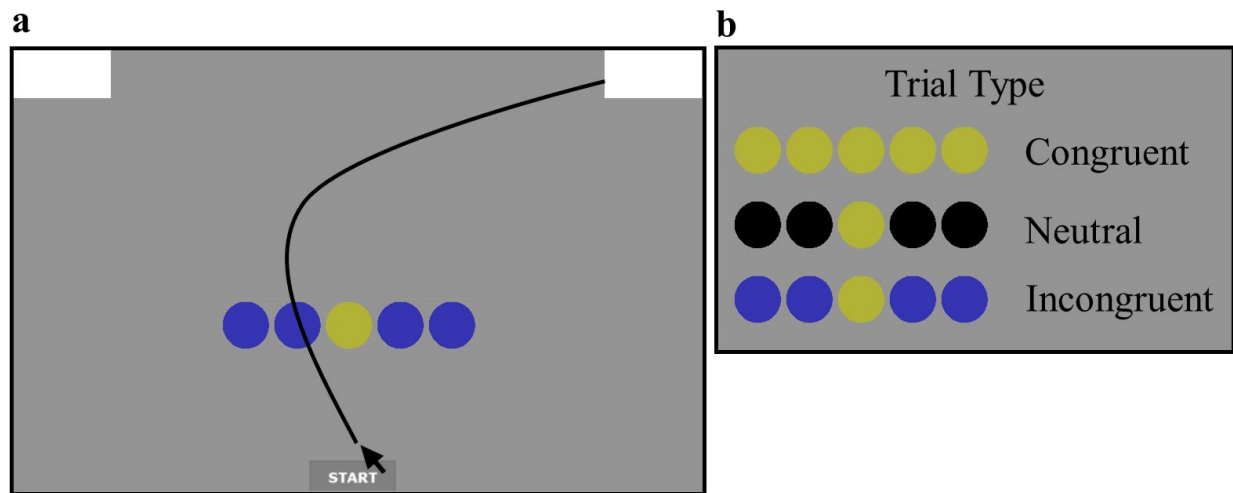 a
START
b
Trial Type
Congruent
Neutral
Incongruent